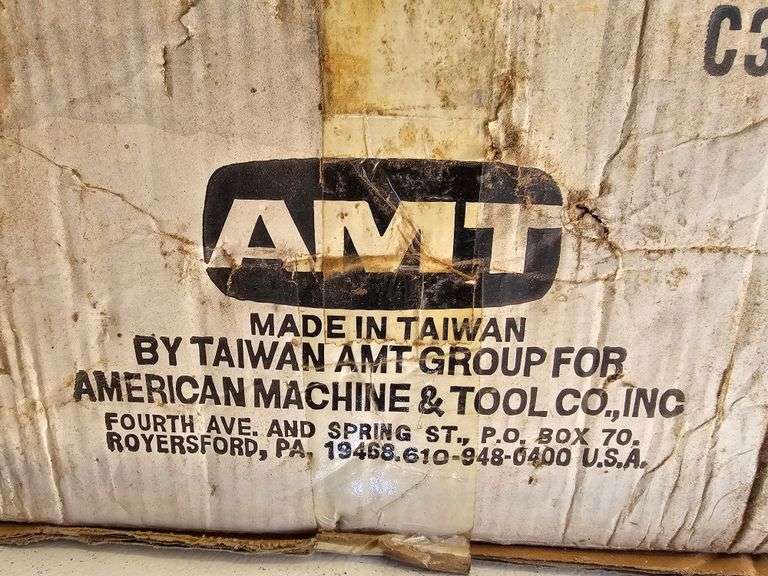 C3
AMT
MADE IN TAIWAN
BY TAIWAN AMT GROUP FOR
AMERICAN MACHINE & TOOL CO., INC
FOURTH AVE. AND SPRING ST., P.O. BOX 70.
ROYERSFORD, PA. 19468.610-948-0400 U.S.A.